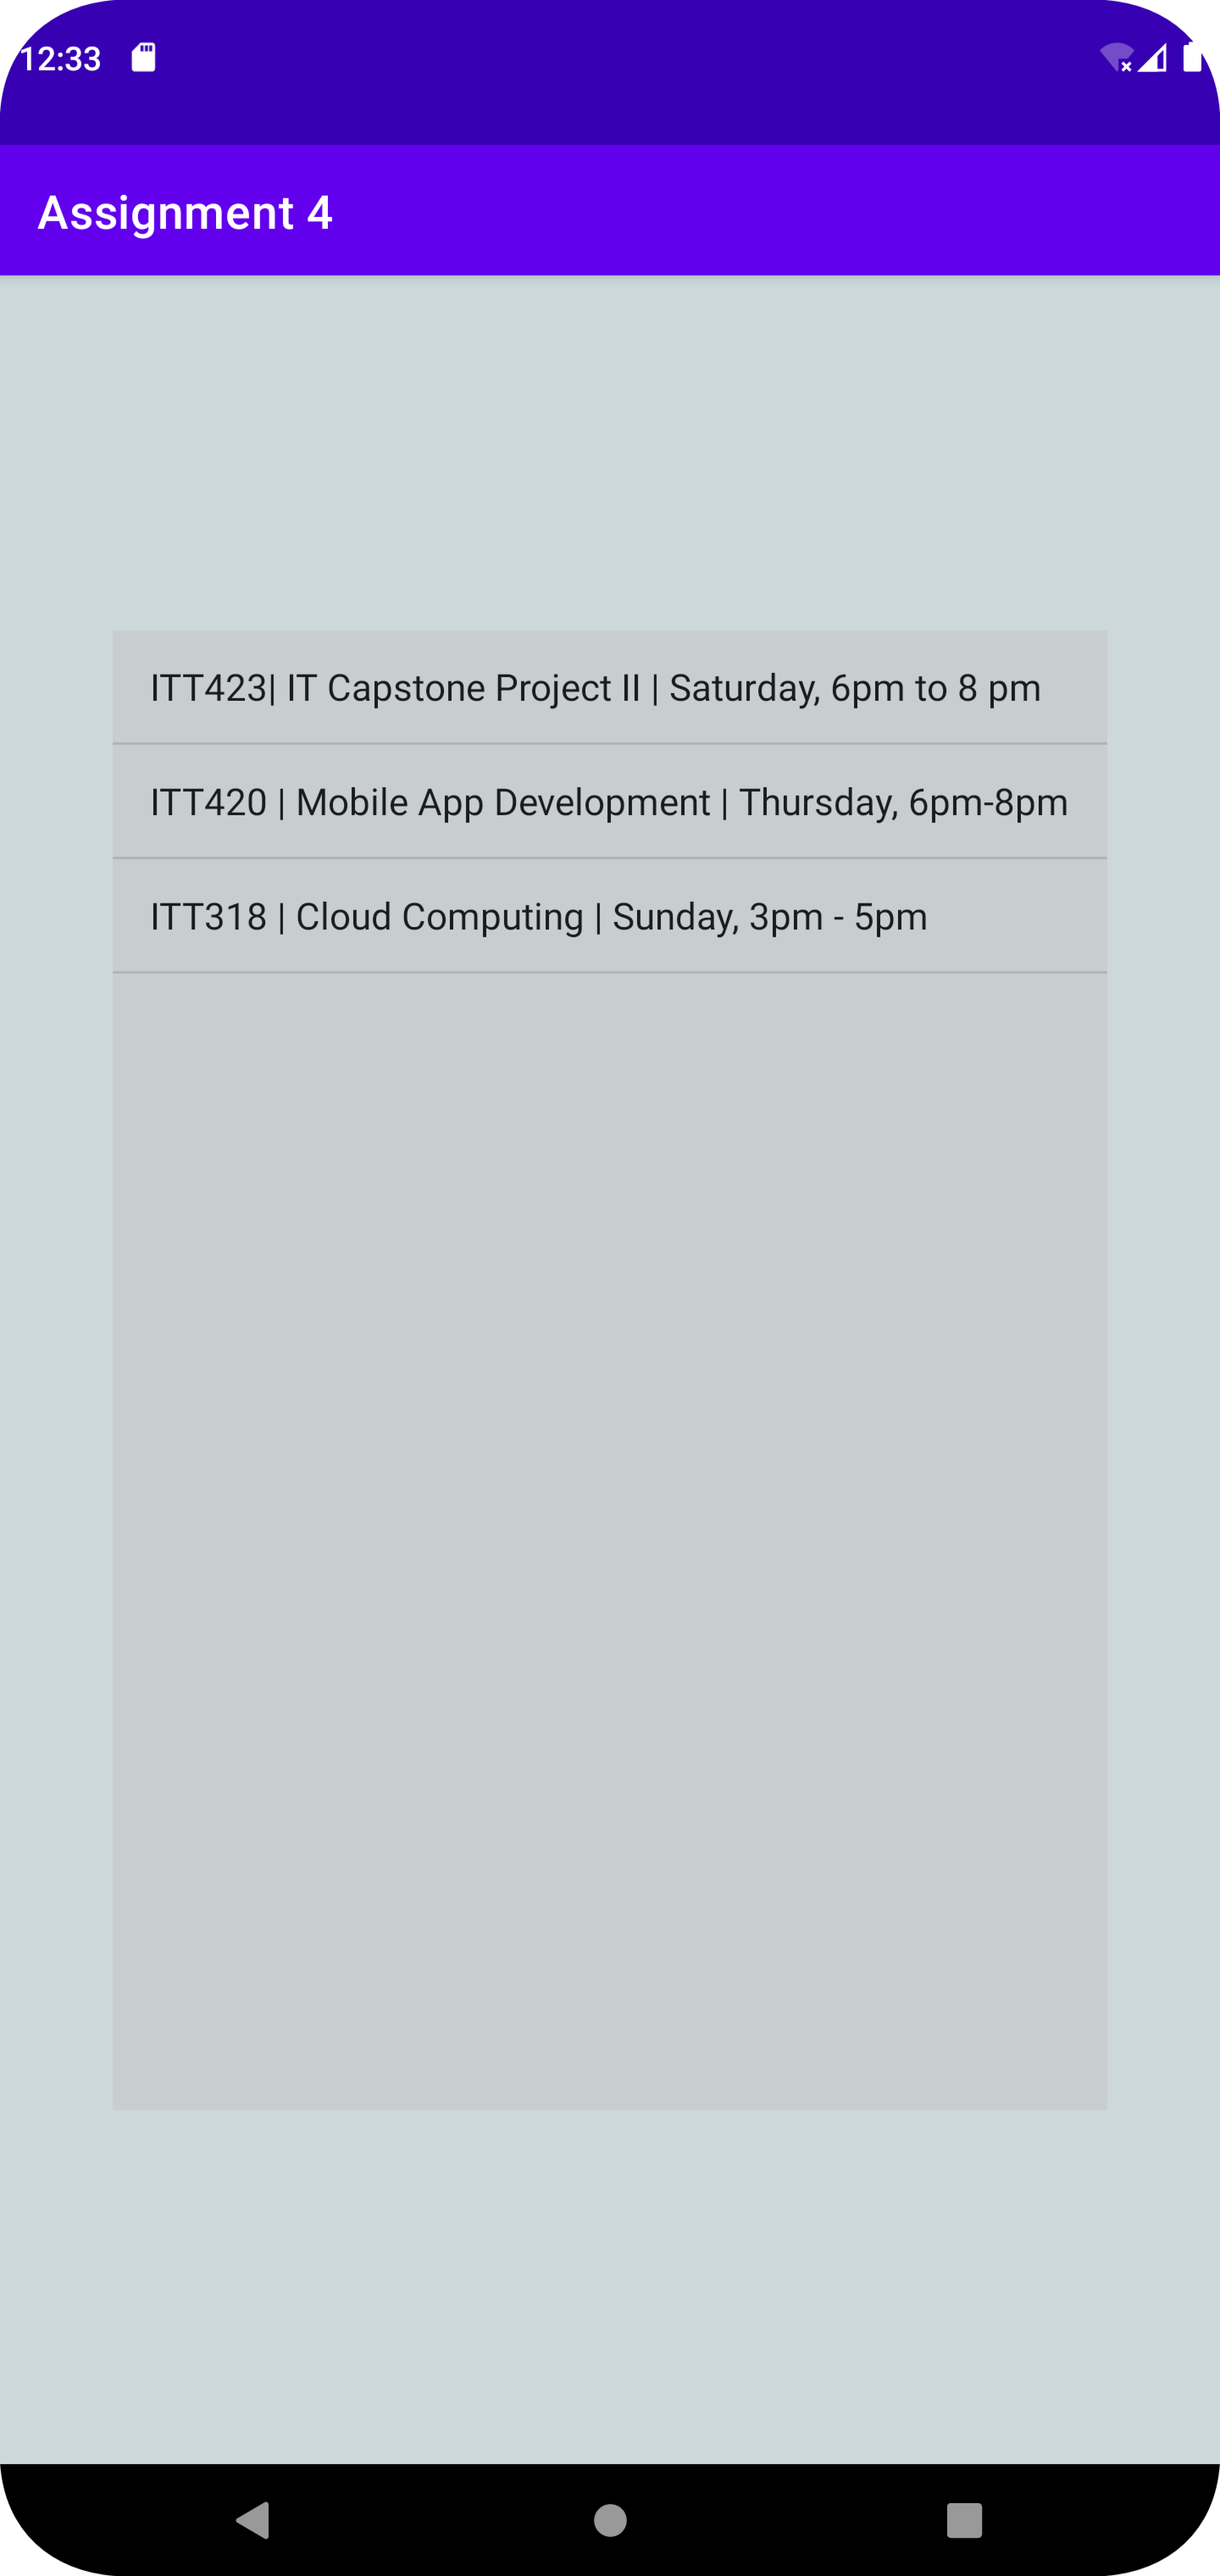 12:33
Assignment 4
ITT423| IT Capstone Project II | Saturday, 6pm to 8 pm
ITT420 | Mobile App Development | Thursday, 6pm-8pm
ITT318 | Cloud Computing | Sunday, 3pm - 5pm